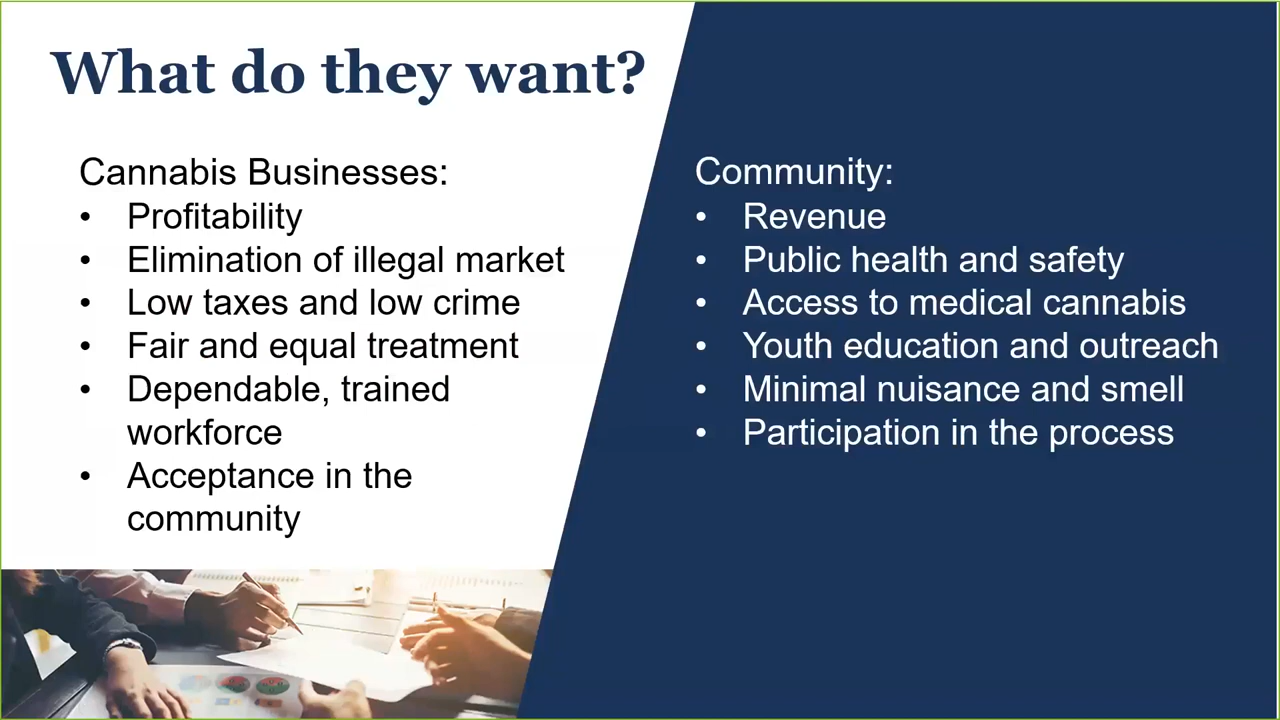 What do they want?
Cannabis Businesses:
• Profitability
• Elimination of illegal market
• Low taxes and low crime
• Fair and equal treatment
• Dependable, trained
workforce
• Acceptance in the
community
Community:
• Revenue
• Public health and safety
• Access to medical cannabis
• Youth education and outreach
• Minimal nuisance and smell
• Participation in the process